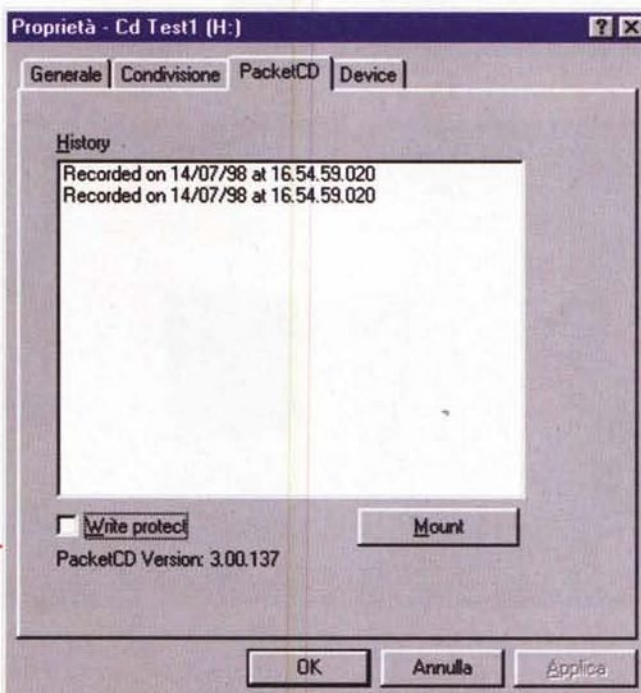 Proprietà - Cd Test1 (H:)
Generale Condivisione PacketCD Device
History
Recorded on 14/07/98 at 16.54.59.020
Recorded on 14/07/98 at 16.54.59.020
Write protect
Mount
PacketCD Version: 3.00.137
OK Annulla Applica